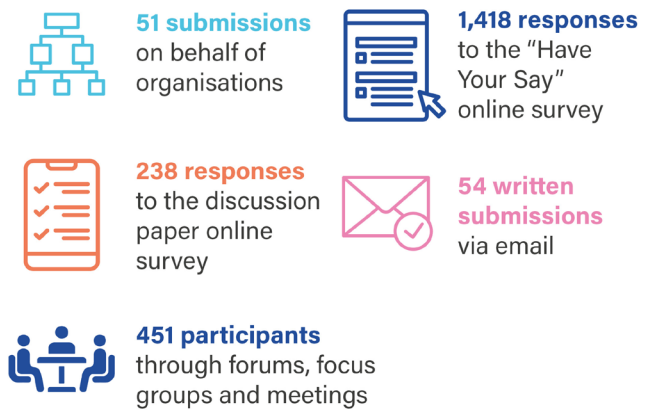 51 submissions
on behalf of
organisations
1,418 responses
to the “Have
Your Say”
online survey
238 responses
to the discussion
paper online
survey
54 written
submissions
via email
451 participants
through forums, focus
groups and meetings